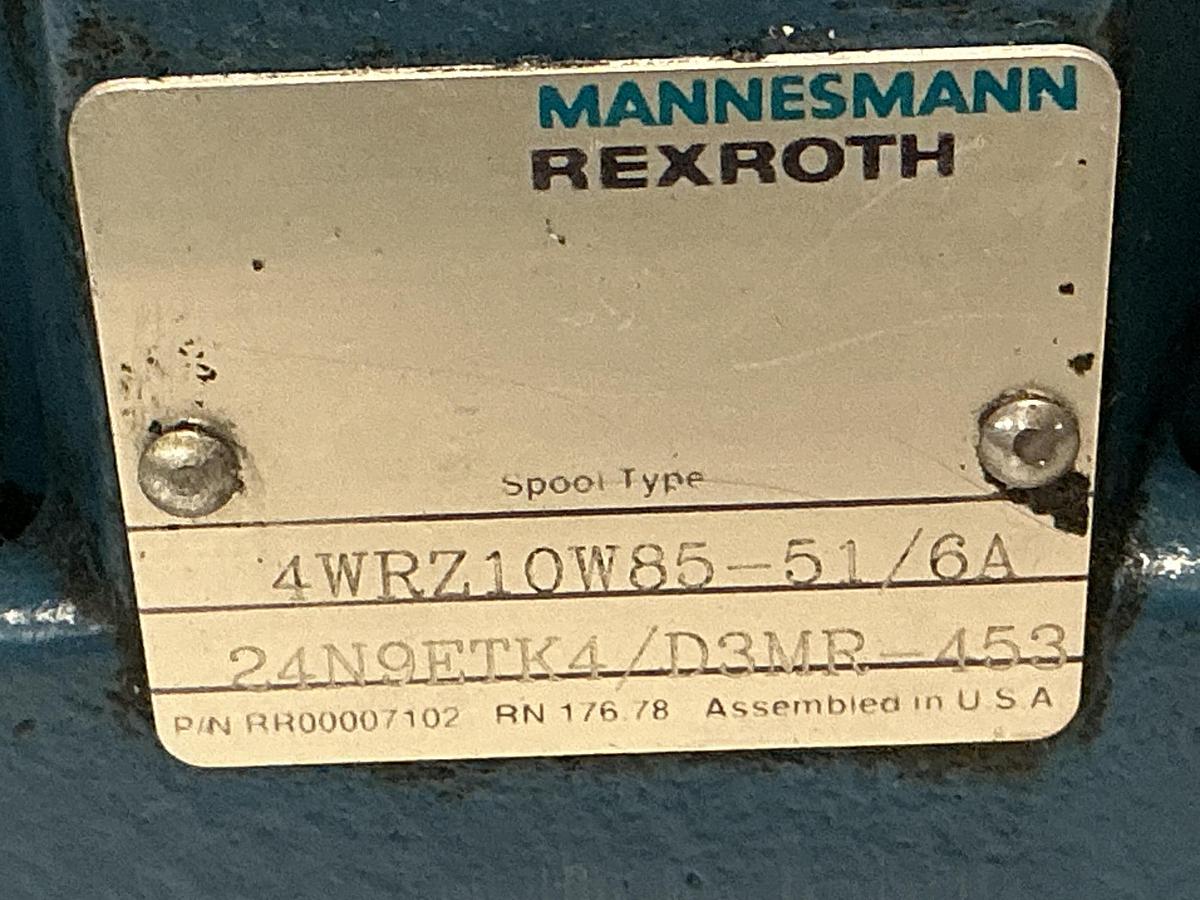 MANNESMANN
REXROTH
Spool Type
4WRZ10W85-51/6A
24N9ETK4/D3MR-453
P/N RR00007102 RN 176.78 Assembled in U.S.A